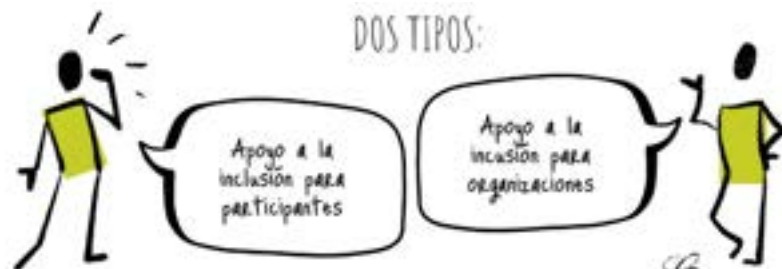 DOS TIPOS:
Apoyo a la
inclusión para
participantes
Apoyo a la
incusión para
organizaciones